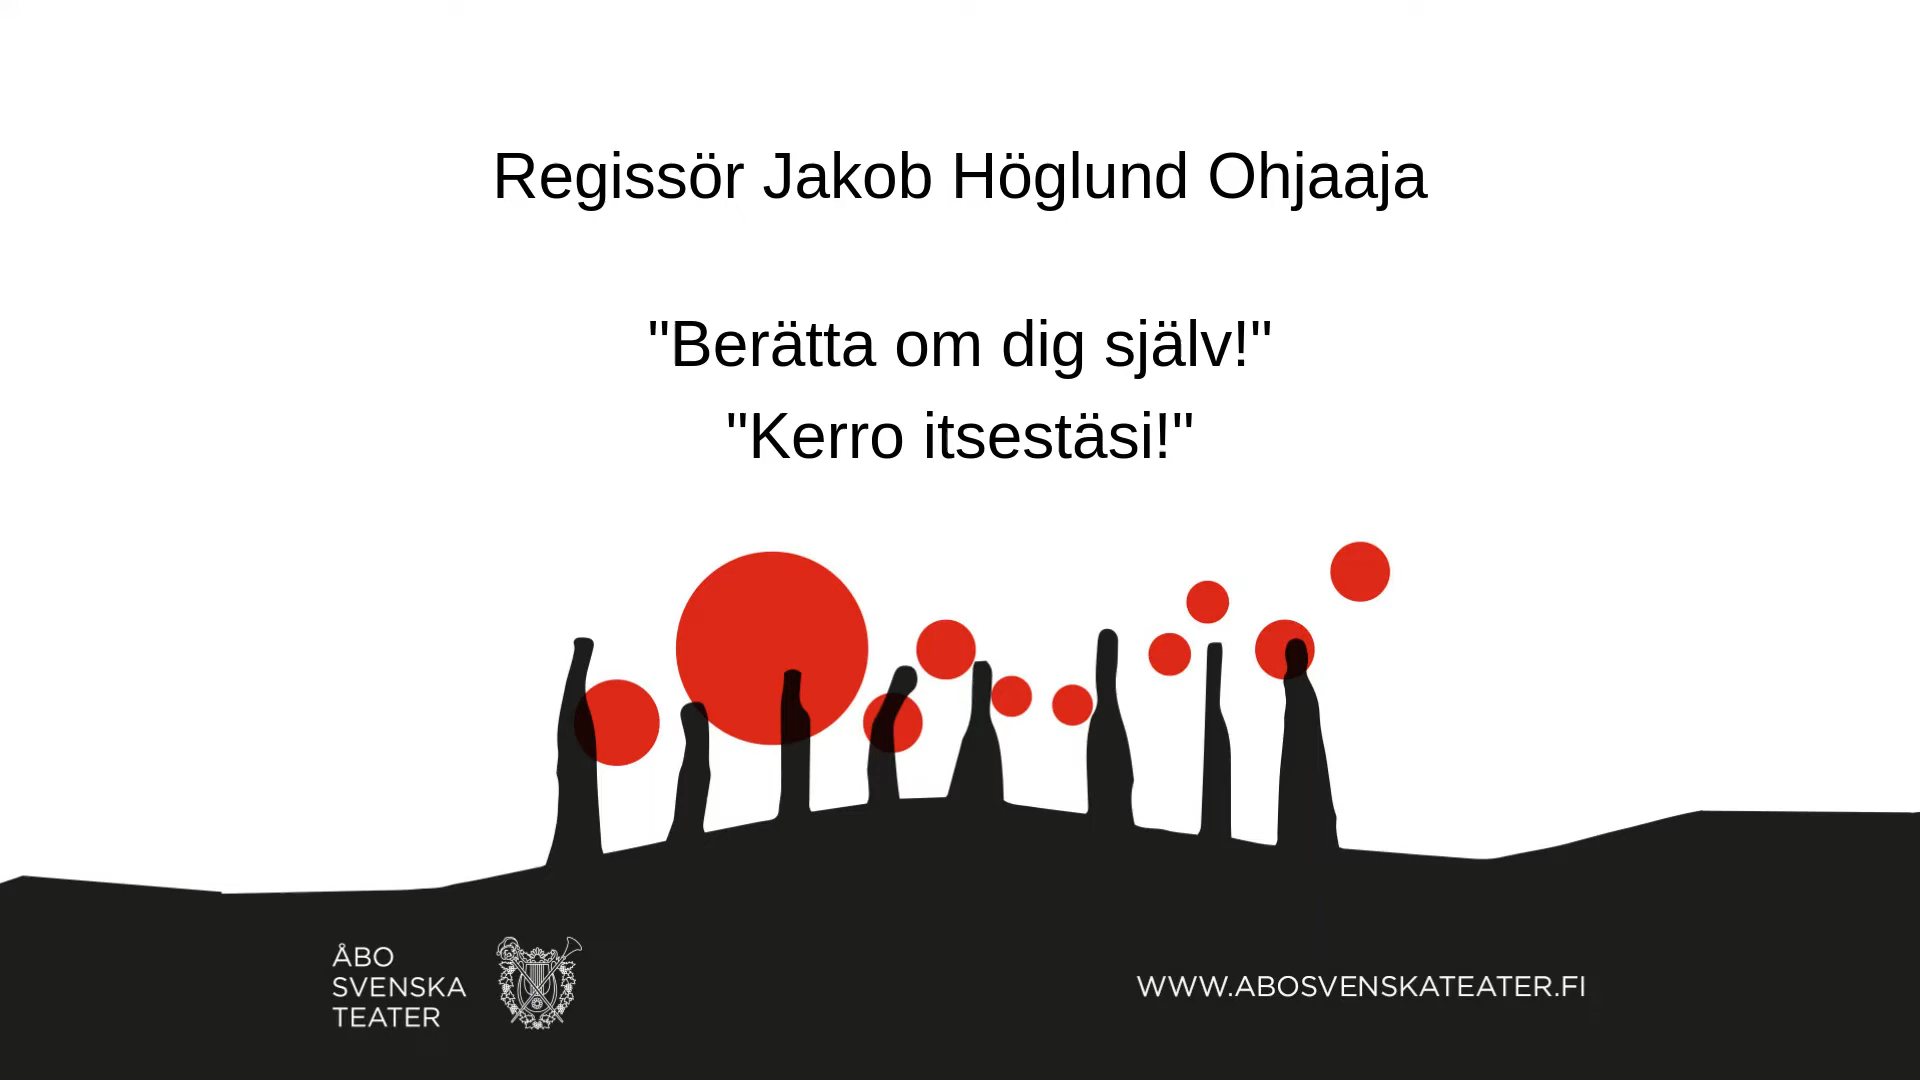 Regissör Jakob Höglund Ohjaaja
"Berätta om dig själv!"
"Kerro itsestäsi!"
ÅBO
SVENSKA
TEATER
WWW.ABOSVENSKATEATER.FI